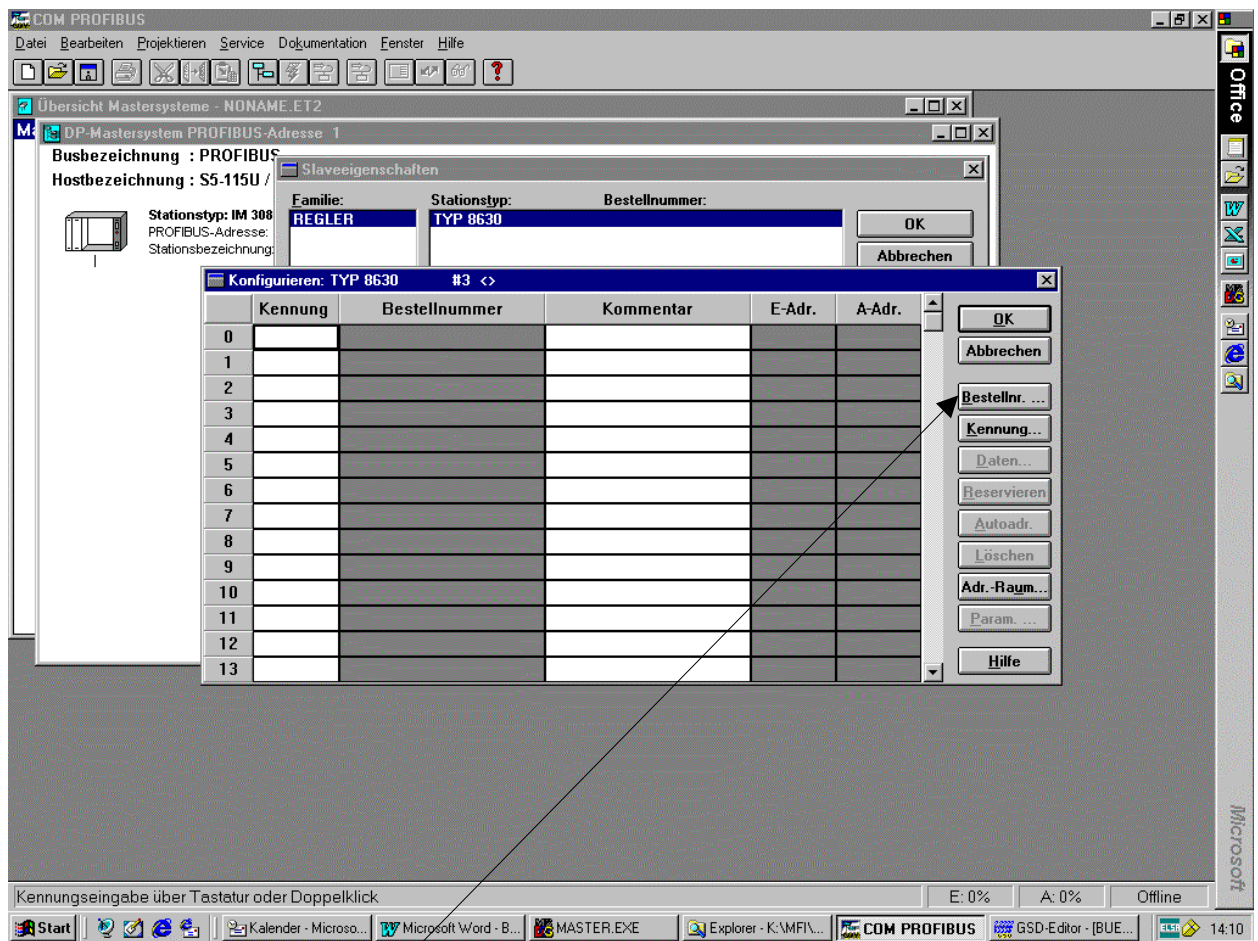 COM PROFIBUS
Datei Bearbeiten Projektieren Service Dokumentation Fenster Hilfe
Übersicht Mastersysteme - NONAME.ET2
DP-Mastersystem PROFIBUS-Adresse 1
Busbezeichnung : PROFIBUS
Hostbezeichnung : S5-115U /
Stationstyp: IM 308
PROFIBUS-Adresse:
Stationsbezeichnung:
Slaveeigenschaften
Familie: Stationstyp: Bestellnummer:
REGLER TYP 8630
OK
Abbrechen
Konfigurieren: TYP 8630 #3 <>
Kennung Bestellnummer Kommentar E-Adr. A-Adr.
0
1
2
3
4
5
6
7
8
9
10
11
12
13
OK
Abbrechen
Bestellnr. ...
Kennung...
Daten...
Reservieren
Autoadr.
Löschen
Adr.-Raum...
Param. ...
Hilfe
Office
Microsoft
Kennungseingabe über Tastatur oder Doppelklick E: 0% A: 0% Offline
Start Kalender - Microso... Microsoft Word - B... MASTER.EXE Explorer - K:\MFI\... COM PROFIBUS GSD-Editor - [BUE... 14:10